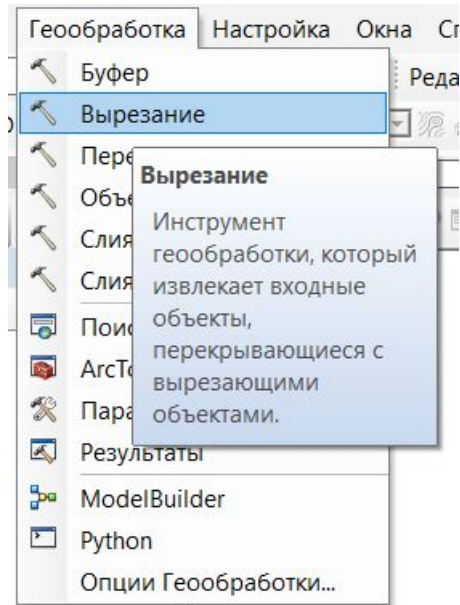 Геообработка Настройка Окна
Буфер
Вырезание
Вырезание
Инструмент
геообработки, который
извлекает входные
объекты,
перекрывающиеся с
вырезающими
объектами.
Результаты
ModelBuilder
Python
Опции Геообработки...